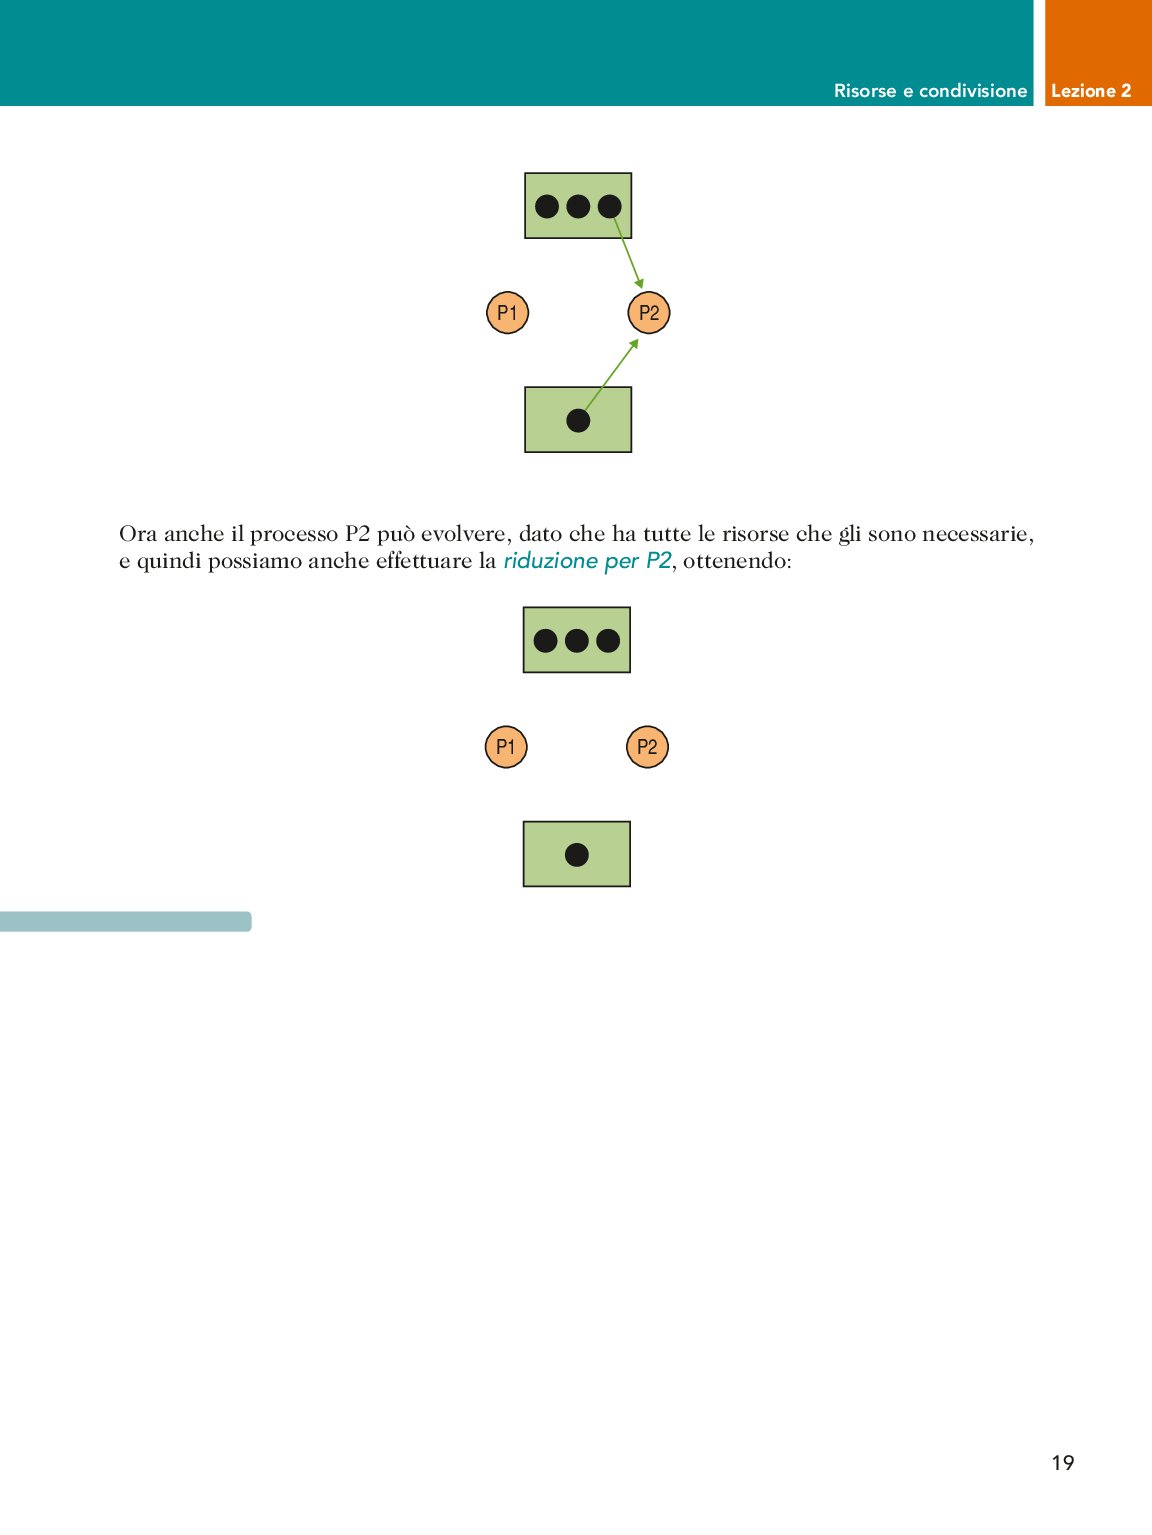 Risorse e condivisione Lezione 2
P1 P2
Ora anche il processo P2 può evolvere, dato che ha tutte le risorse che gli sono necessarie,
e quindi possiamo anche effettuare la riduzione per P2, ottenendo:
P1 P2
19